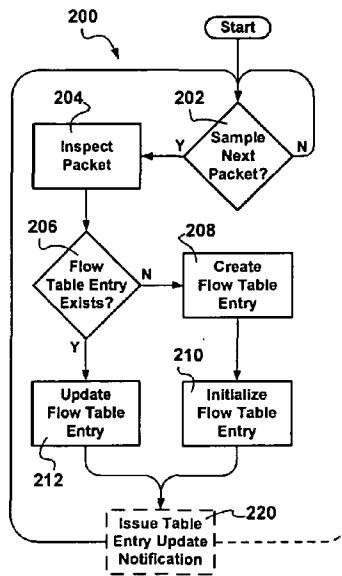 200
Start
204
202
Inspect
Packet
Y
Sample
Next
Packet?
N
206
Flow
Table Entry
Exists?
N
208
Create
Flow Table
Entry
Y
210
Update
Flow Table
Entry
Initialize
Flow Table
Entry
212
Issue Table
Entry Update
Notification
220